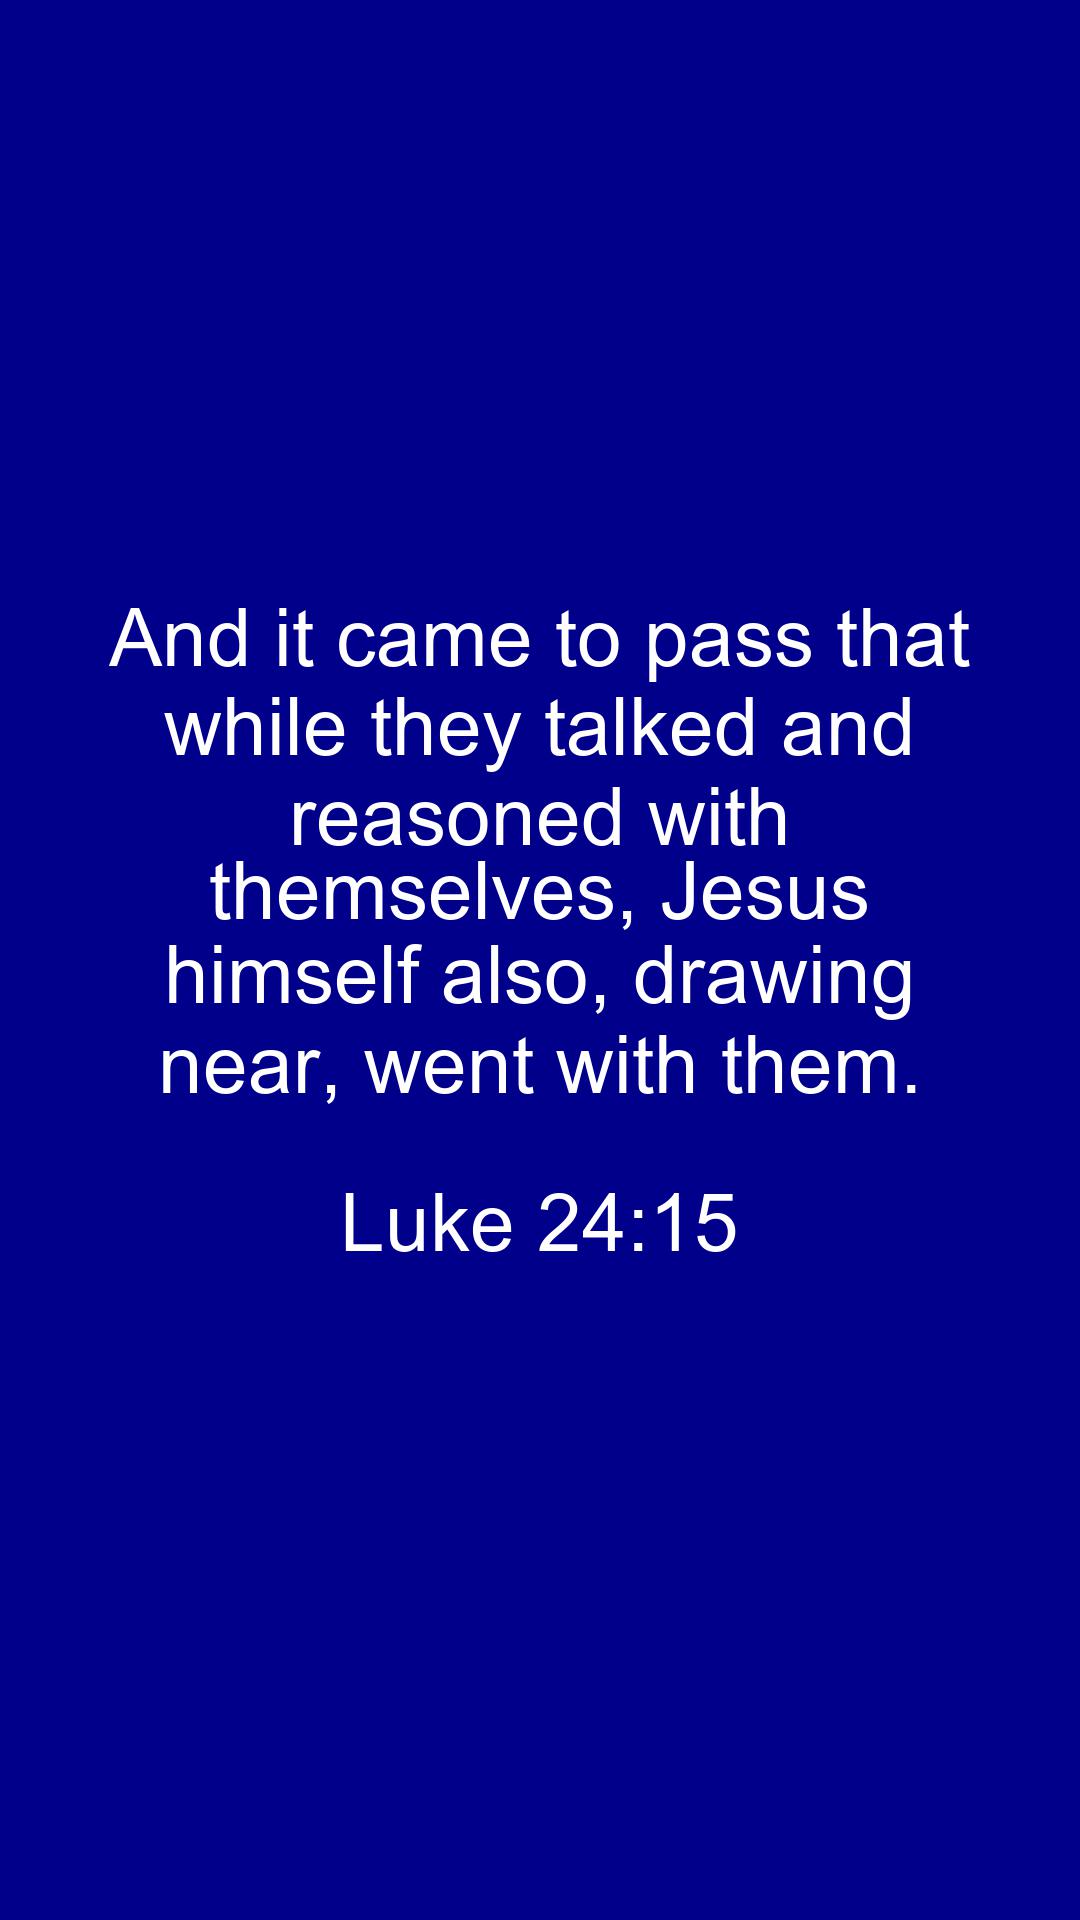 And it came to pass that
while they talked and
reasoned with
themselves, Jesus
himself also, drawing
near, went with them.
Luke 24:15